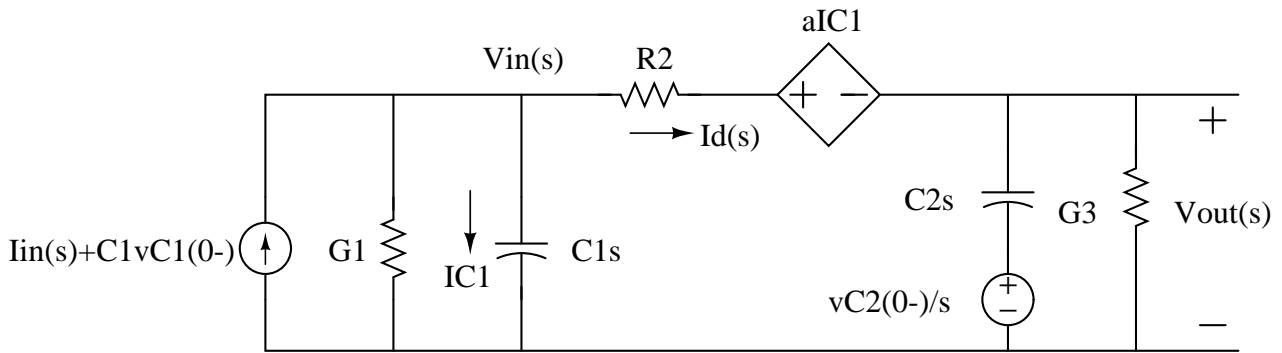 aIC1
Vin(s)
R2
Id(s)
Iin(s)+C1vC1(0-)
G1
IC1
C1s
C2s
G3
Vout(s)
vC2(0-)/s